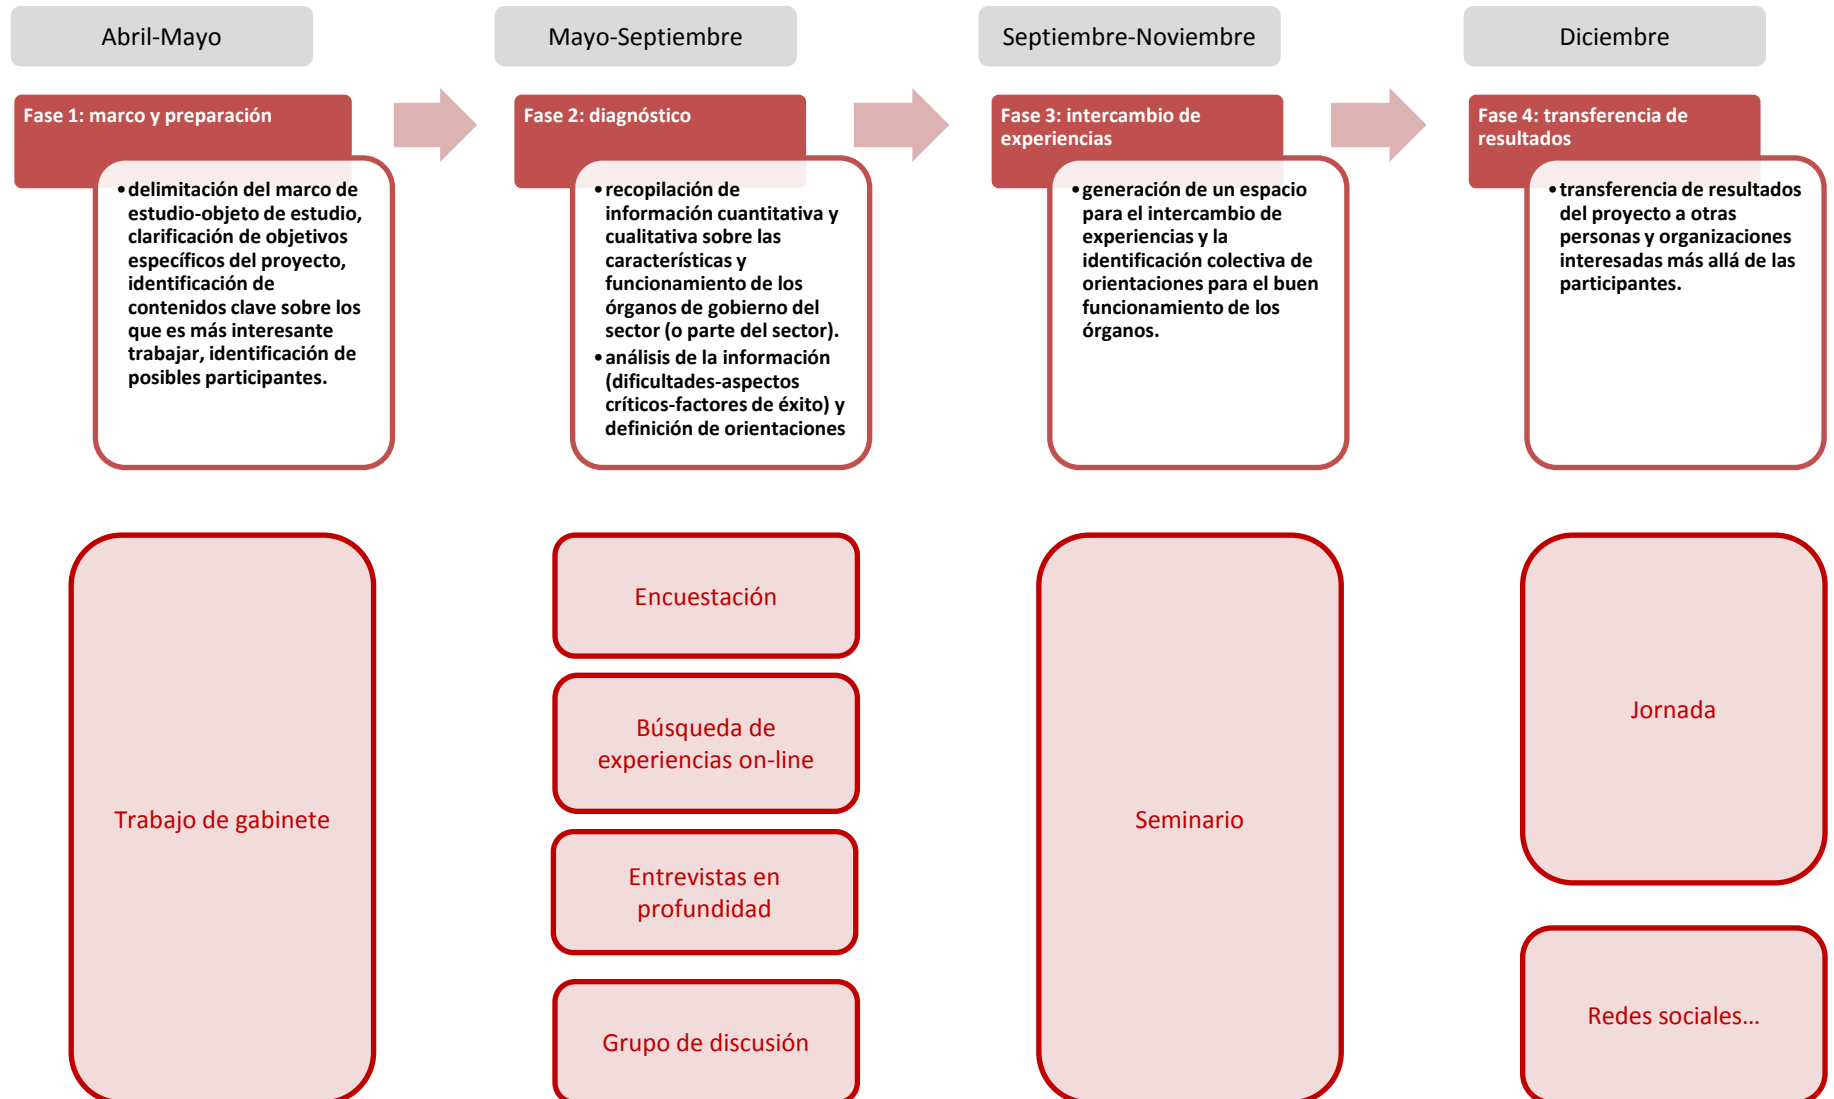 Abril-Mayo
Mayo-Septiembre
Septiembre-Noviembre
Diciembre
Fase 1: marco y preparación
•delimitación del marco de
estudio-objeto de estudio,
clarificación de objetivos
específicos del proyecto,
identificación de
contenidos clave sobre los
que es más interesante
trabajar, identificación de
posibles participantes.
Fase 2: diagnóstico
•recopilación de
información cuantitativa y
cualitativa sobre las
características y
funcionamiento de los
órganos de gobierno del
sector (o parte del sector).
•análisis de la información
(dificultades-aspectos
críticos-factores de éxito) y
definición de orientaciones
Fase 3: intercambio de
experiencias
•generación de un espacio
para el intercambio de
experiencias y la
identificación colectiva de
orientaciones para el buen
funcionamiento de los
órganos.
Fase 4: transferencia de
resultados
•transferencia de resultados
del proyecto a otras
personas y organizaciones
interesadas más allá de las
participantes.
Trabajo de gabinete
Encuestación
Búsqueda de
experiencias on-line
Entrevistas en
profundidad
Grupo de discusión
Seminario
Jornada
Redes sociales...